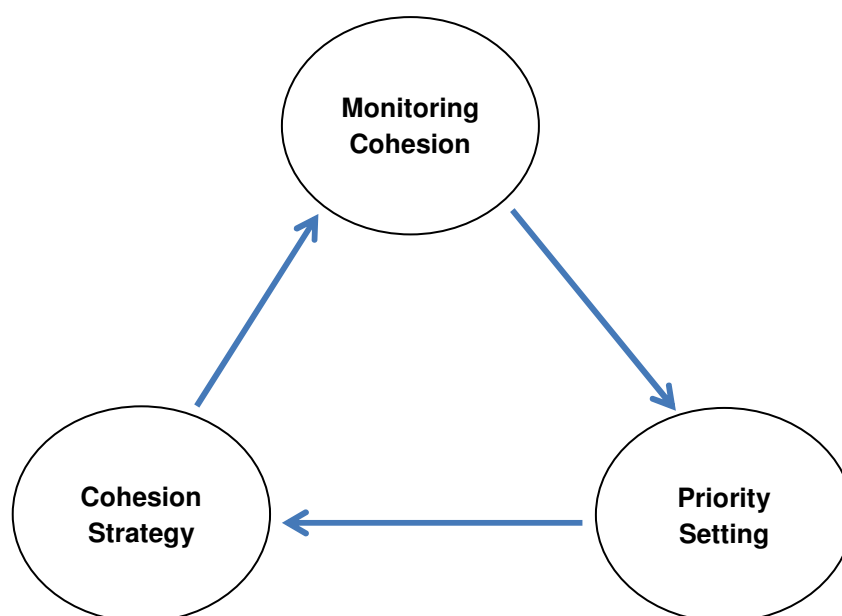 Monitoring
Cohesion
Cohesion
Strategy
Priority
Setting